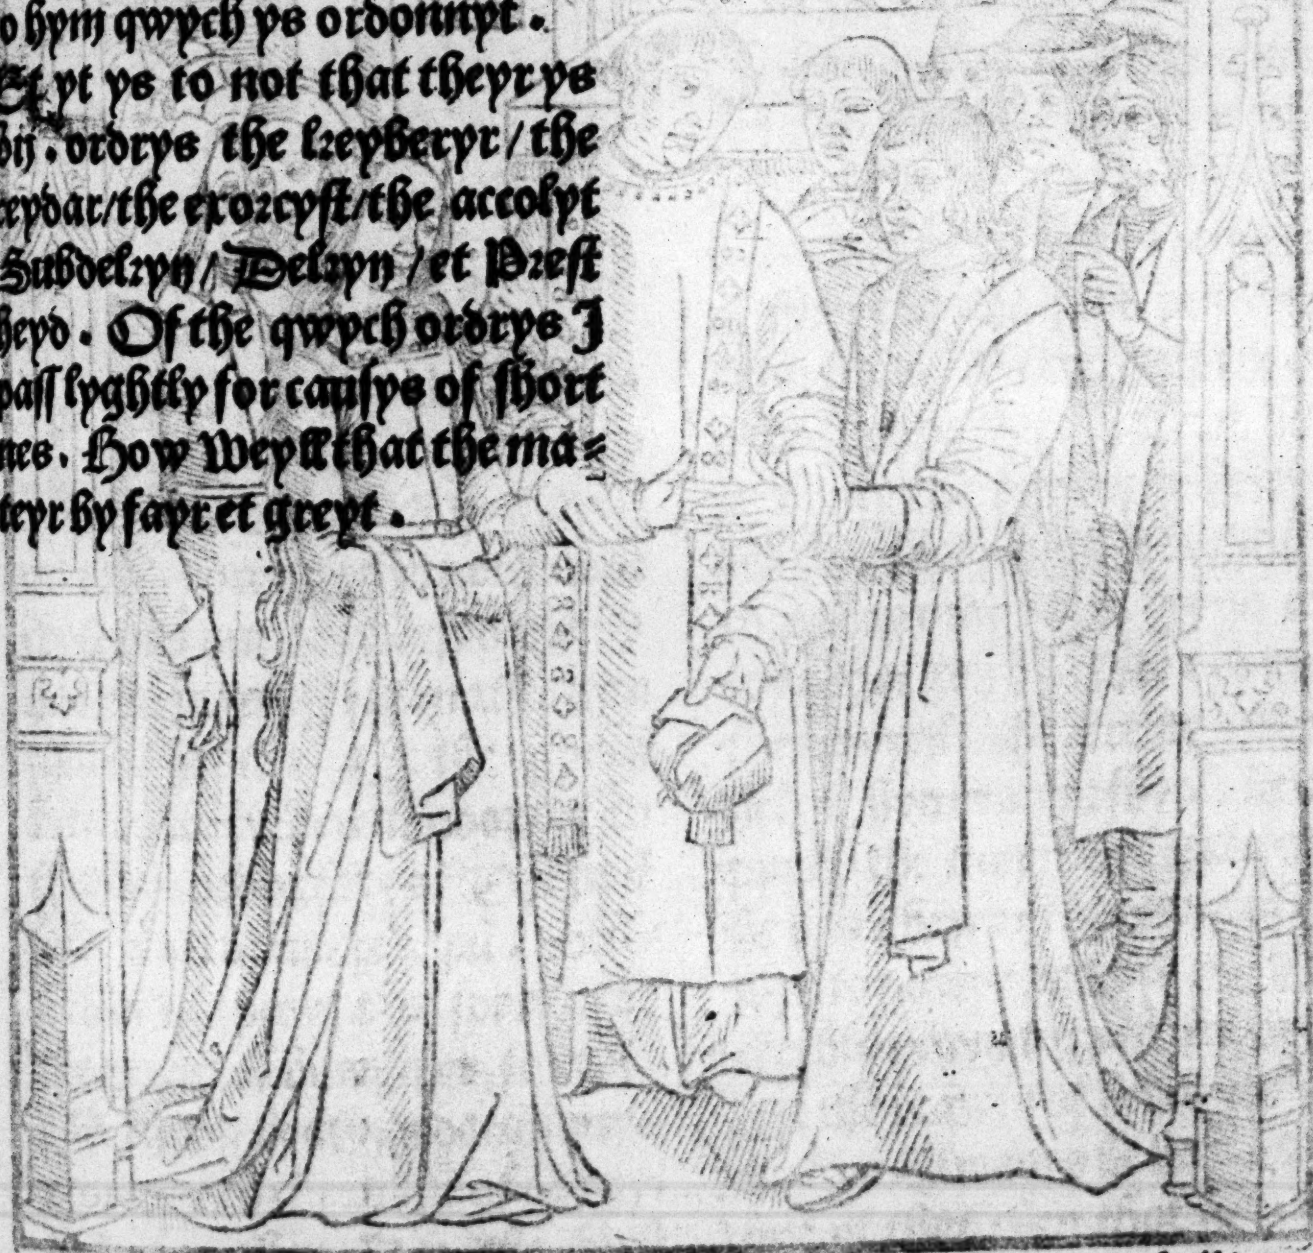 o hym qwych ys ordonnyt.
Et yt ys to not that theyr ys
vij. ordrys the kreyberyr / the
reydar/the exorcyst/the accolyt
Subdekryn/ Dekryn / et Prest
heyd. Of the qwych ordrys I
pass lyghtly for causys of short
nes. How weyll that the ma=
teyr by fayr et greyt.